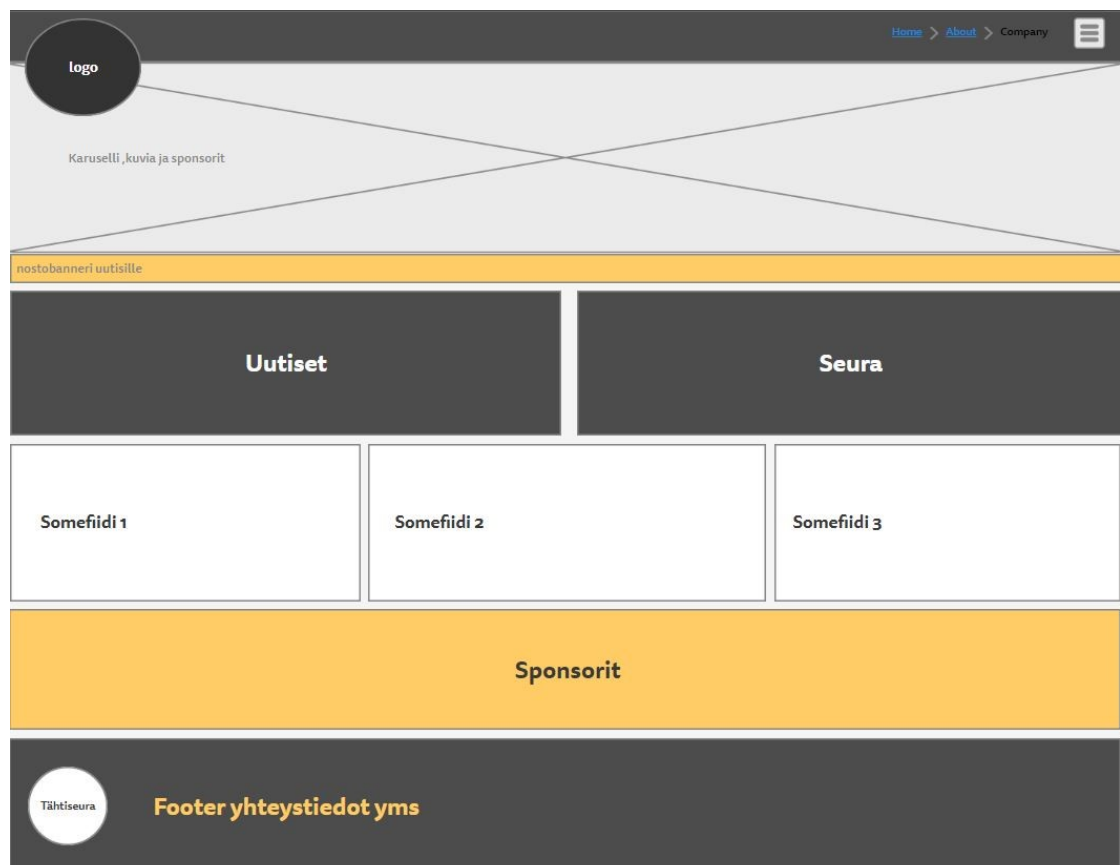 Home > About > Company
logo
Karuselli ,kuvia ja sponsorit
nostobanneri uutisille
Uutiset
Seura
Somefiidi 1
Somefiidi 2
Somefiidi 3
Sponsorit
Tähtiseura
Footer yhteystiedot yms